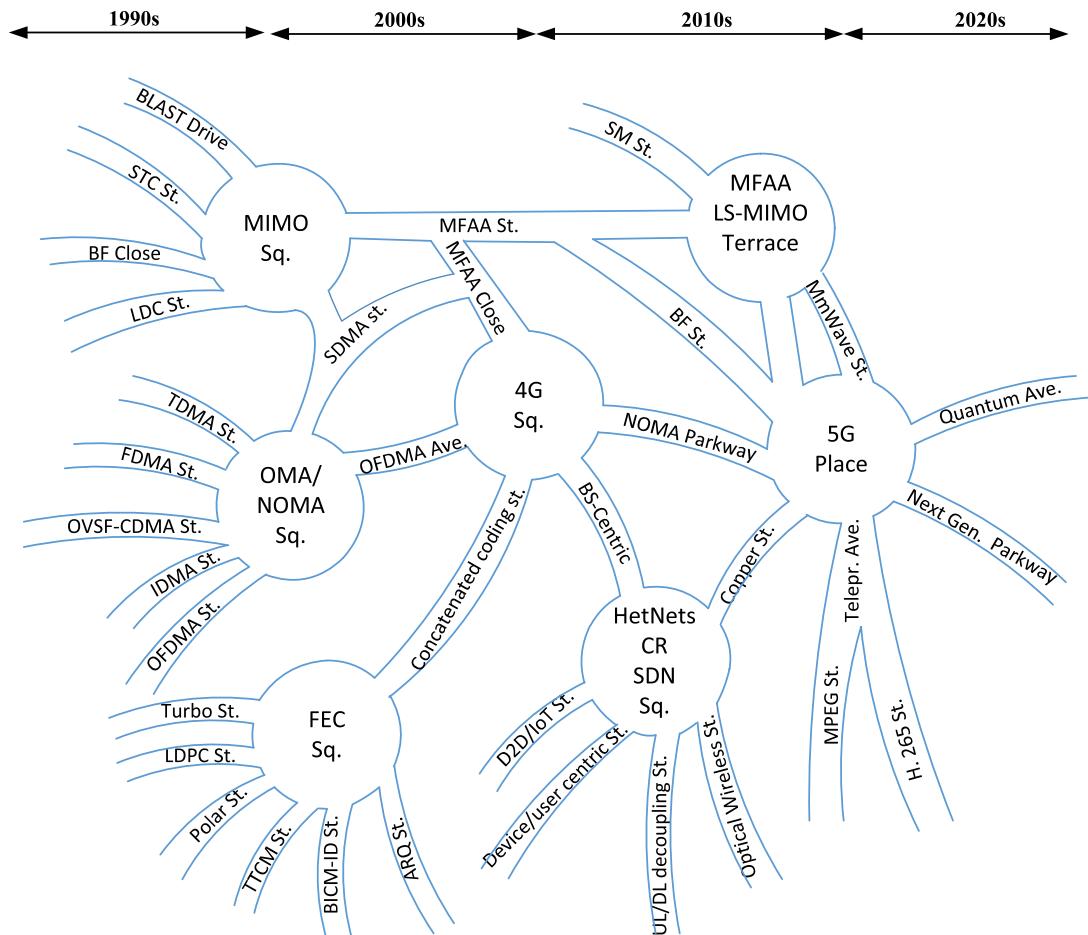 1990s
2000s
2010s
2020s
BLAST Drive
STC St.
BF Close
LDC St.
MIMO
Sq.
MFAA St.
MFAA Close
SDMA st.
SM St.
MFAA
LS-MIMO
Terrace
MmWave St.
BF St.
TDMA St.
FDMA St.
OVSF-CDMA St.
IDMA St.
OFDMA St.
OMA/
NOMA
Sq.
OFDMA Ave.
4G
Sq.
NOMA Parkway
5G
Place
Quantum Ave.
Next Gen. Parkway
BS-Centric
Concatenated coding st.
Copper St.
Telepr. Ave.
MPEG St.
H. 265 St.
HetNets
CR
SDN
Sq.
D2D/IoT St.
Device/user centric St.
UL/DL decoupling St.
Optical Wireless St.
Turbo St.
LDPC St.
Polar St.
TTCM St.
BICM-ID St.
ARQ St.
FEC
Sq.